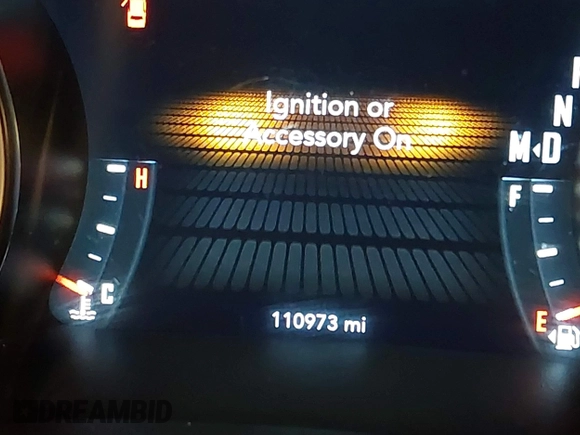 Ignition or
Accessory On
N
M D
H
F
C
E
110973 mi
DREAMBID